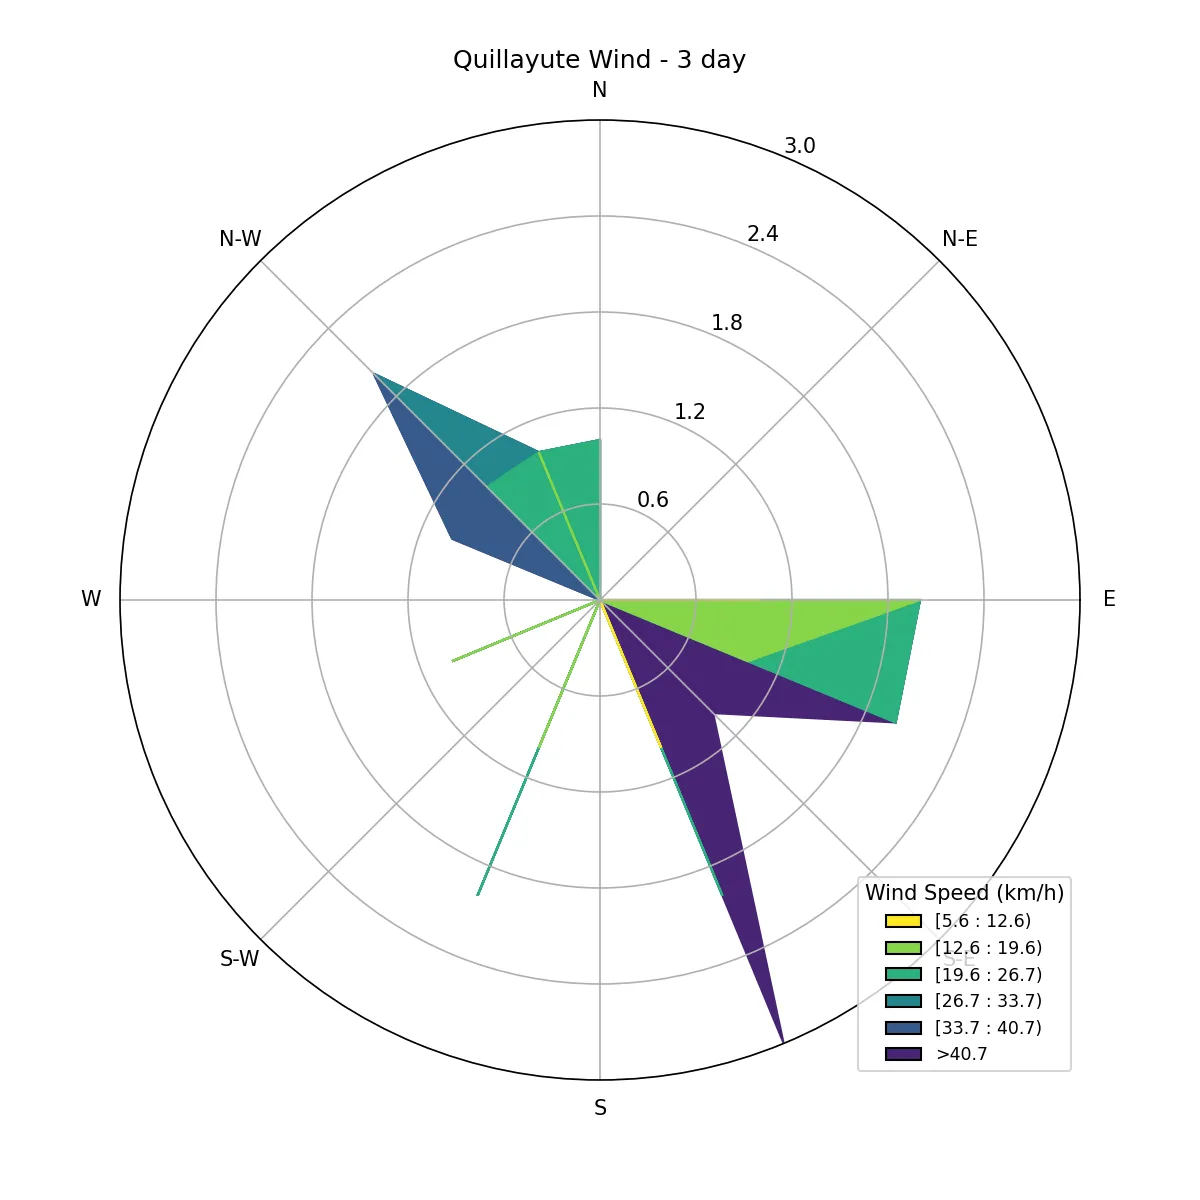 Quillayute Wind - 3 day
N
3.0
2.4
N-W
N-E
1.8
1.2
0.6
W
E
Wind Speed (km/h)
[5.6 : 12.6)
[12.6 : 19.6)
S-W
S-E
[19.6 : 26.7)
[26.7 : 33.7)
[33.7 : 40.7)
>40.7
S